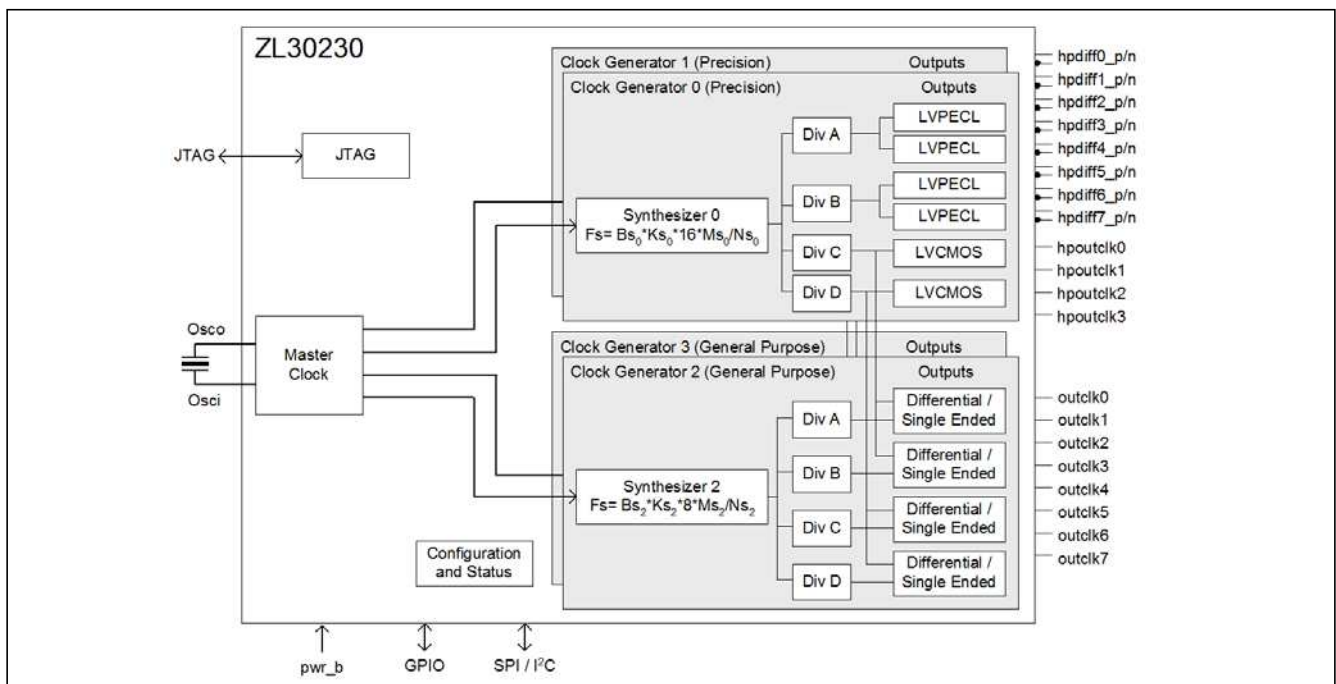 ZL30230
Clock Generator 1 (Precision) Outputs
Clock Generator 0 (Precision) Outputs
Div A
LVPECL
LVPECL
Div B
LVPECL
LVPECL
Synthesizer 0
Fs= Bs₀*Ks₀*16*Ms₀/Ns₀
Div C
LVCMOS
Div D
LVCMOS
JTAG
JTAG
hpdiff0_p/n
hpdiff1_p/n
hpdiff2_p/n
hpdiff3_p/n
hpdiff4_p/n
hpdiff5_p/n
hpdiff6_p/n
hpdiff7_p/n
hpoutclk0
hpoutclk1
hpoutclk2
hpoutclk3
Osco
Master
Clock
Osci
Clock Generator 3 (General Purpose) Outputs
Clock Generator 2 (General Purpose) Outputs
Div A
Differential /
Single Ended
Div B
Differential /
Single Ended
Synthesizer 2
Fs= Bs₂*Ks₂*8*Ms₂/Ns₂
Div C
Differential /
Single Ended
Div D
Differential /
Single Ended
outclk0
outclk1
outclk2
outclk3
outclk4
outclk5
outclk6
outclk7
Configuration
and Status
pwr_b
GPIO
SPI / I²C